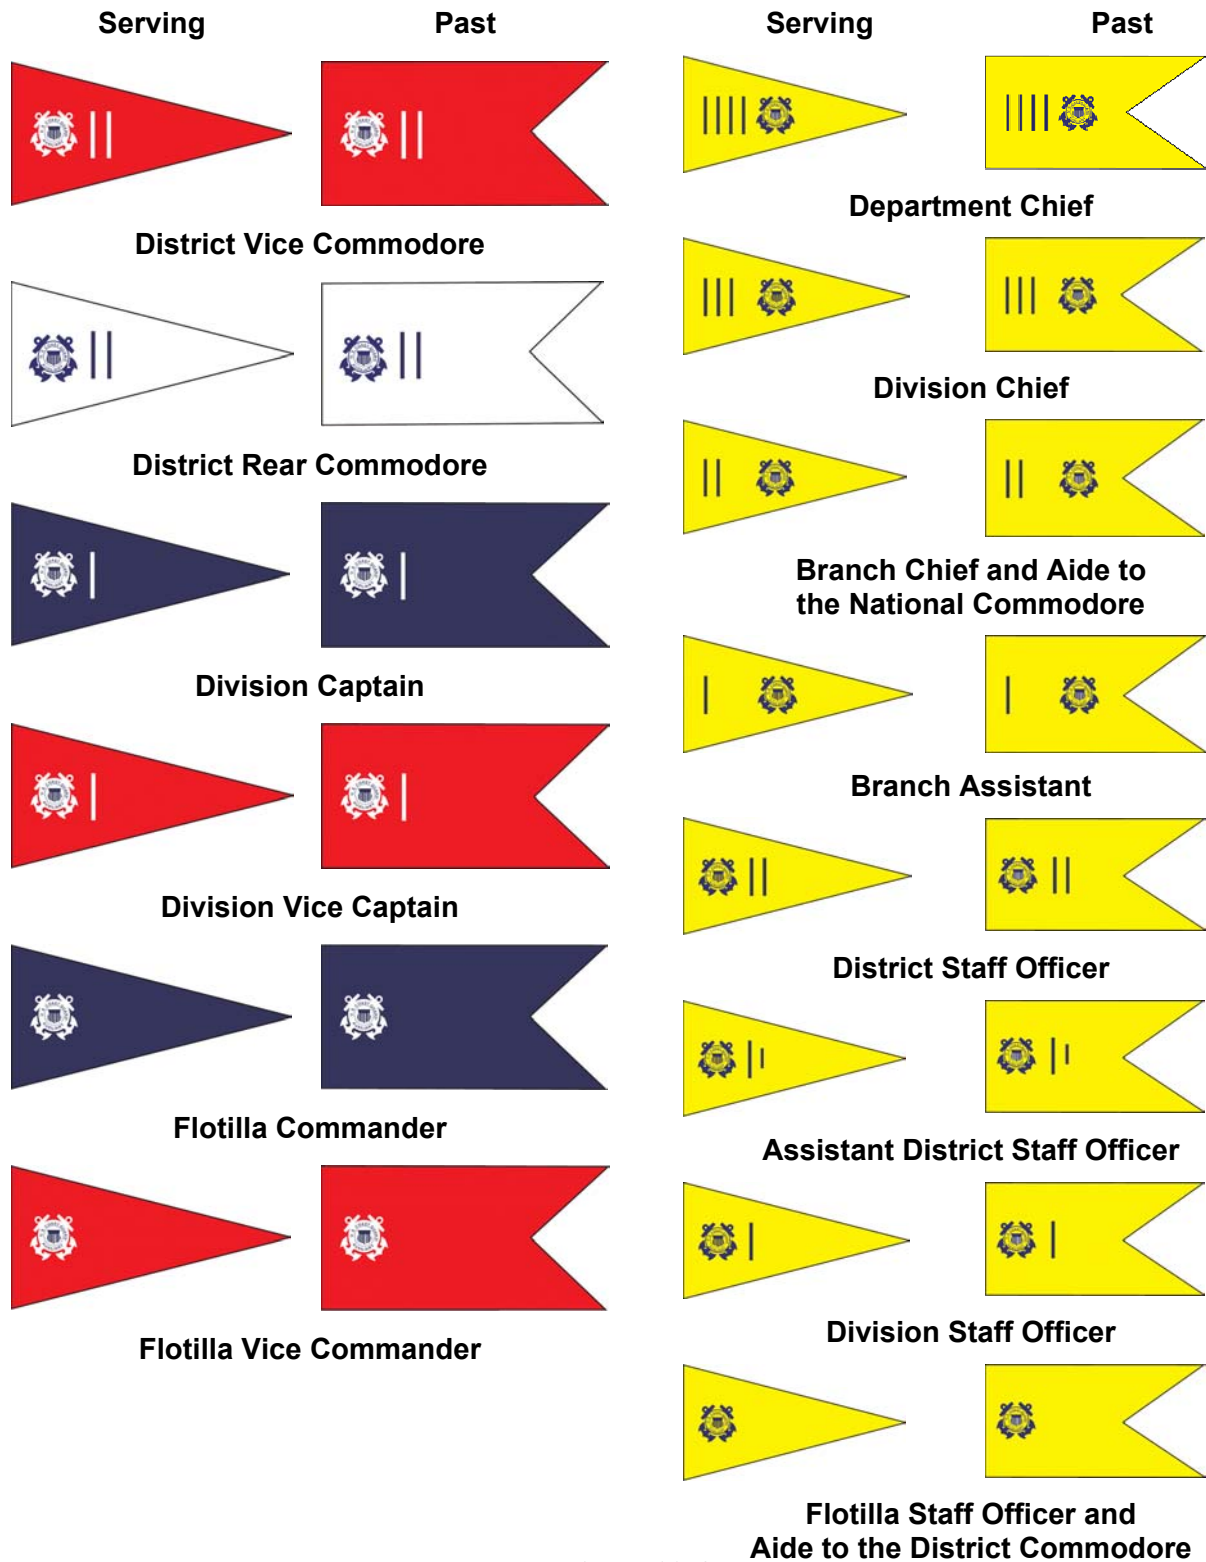 Serving
Past
District Vice Commodore
District Rear Commodore
Division Captain
Division Vice Captain
Flotilla Commander
Flotilla Vice Commander
Serving
Past
Department Chief
Division Chief
Branch Chief and Aide to
the National Commodore
Branch Assistant
District Staff Officer
Assistant District Staff Officer
Division Staff Officer
Flotilla Staff Officer and
Aide to the District Commodore